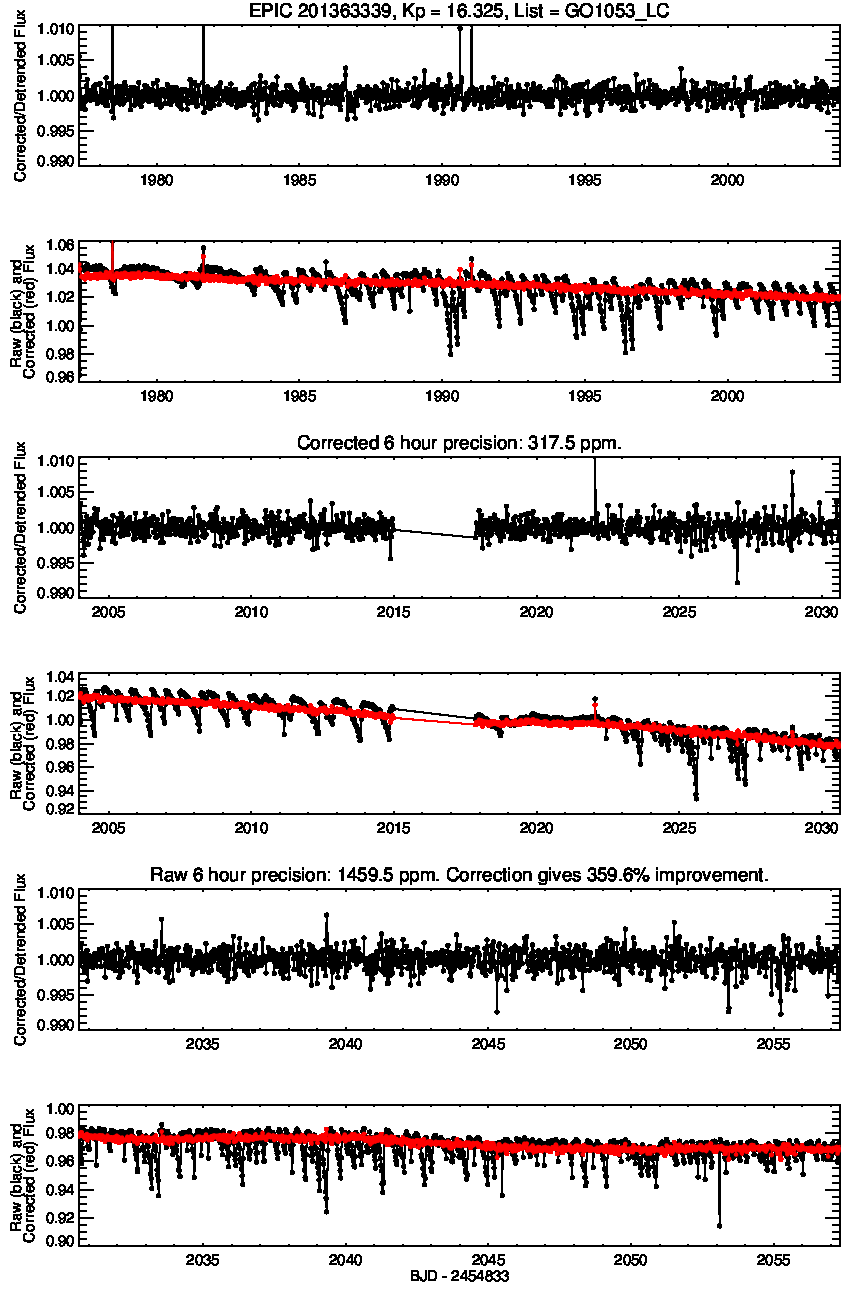 EPIC 201363339, Kp = 16.325, List = GO1053_LC
Corrected/Detrended Flux
1.010
1.005
1.000
0.995
0.990
1980 1985 1990 1995 2000
Raw (black) and
Corrected (red) Flux
1.06
1.04
1.02
1.00
0.98
0.96
1980 1985 1990 1995 2000
Corrected 6 hour precision: 317.5 ppm.
Corrected/Detrended Flux
1.010
1.005
1.000
0.995
0.990
2005 2010 2015 2020 2025 2030
Raw (black) and
Corrected (red) Flux
1.04
1.02
1.00
0.98
0.96
0.94
0.92
2005 2010 2015 2020 2025 2030
Raw 6 hour precision: 1459.5 ppm. Correction gives 359.6% improvement.
Corrected/Detrended Flux
1.010
1.005
1.000
0.995
0.990
2035 2040 2045 2050 2055
Raw (black) and
Corrected (red) Flux
1.00
0.98
0.96
0.94
0.92
0.90
2035 2040 2045 2050 2055
BJD - 2454833